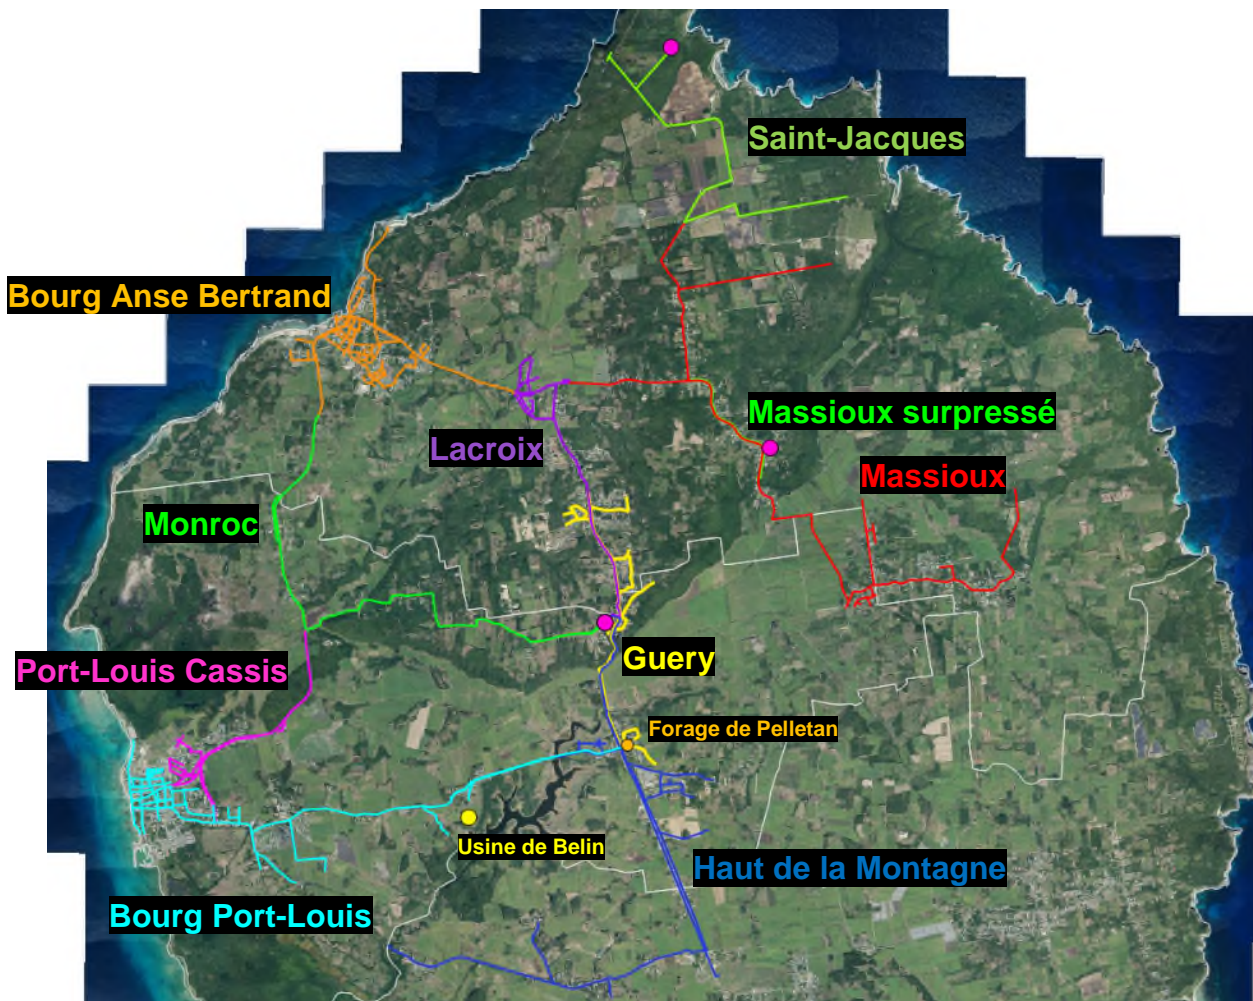 Saint-Jacques
Bourg Anse Bertrand
Massioux surpressé
Lacroix
Massioux
Monroc
Guery
Port-Louis Cassis
Forage de Pelletan
Usine de Belin
Haut de la Montagne
Bourg Port-Louis